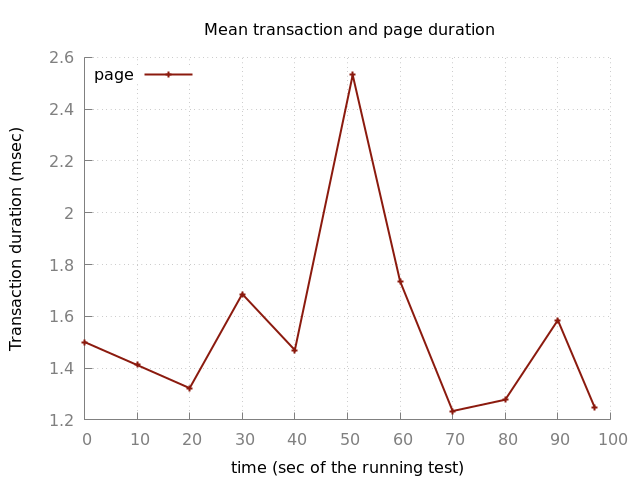 Mean transaction and page duration
2.6
page
2.4
2.2
2
1.8
1.6
1.4
1.2
Transaction duration (msec)
0 10 20 30 40 50 60 70 80 90 100
time (sec of the running test)